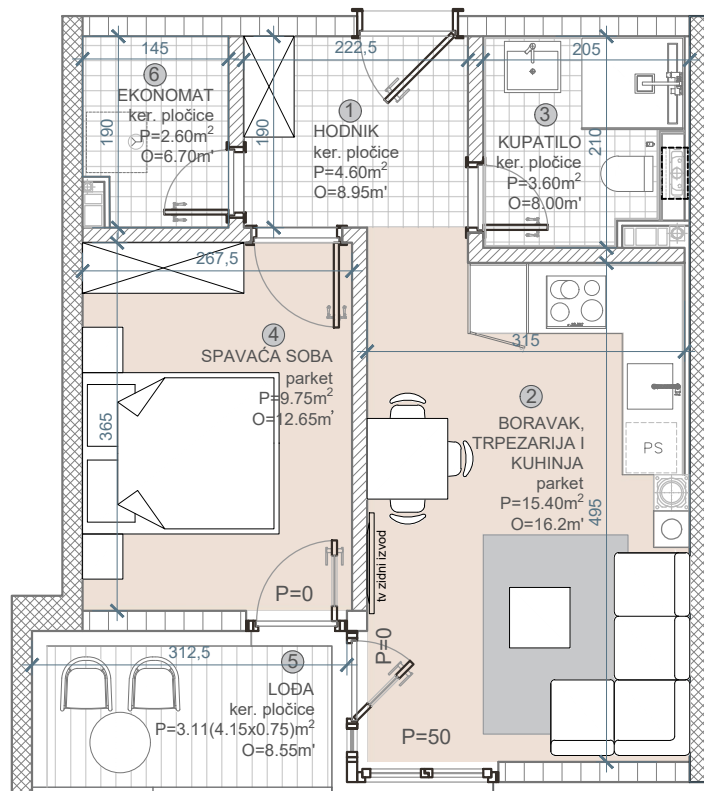 145
222,5
205
6
EKONOMAT
ker. pločice
P=2.60m²
O=6.70m'
190
190
1
HODNIK
ker. pločice
P=4.60m²
O=8.95m'
3
KUPATILO
ker. pločice
P=3.60m²
O=8.00m'
210
267,5
4
SPAVAĆA SOBA
parket
P=9.75m²
O=12.65m'
365
315
2
BORAVAK,
TRPEZARIJA I
KUHINJA
parket
P=15.40m²
O=16.2m'
495
PS
tv zidni izvod
P=0
P=0
P=50
312,5
5
LOĐA
ker. pločice
P=3.11(4.15x0.75)m²
O=8.55m'